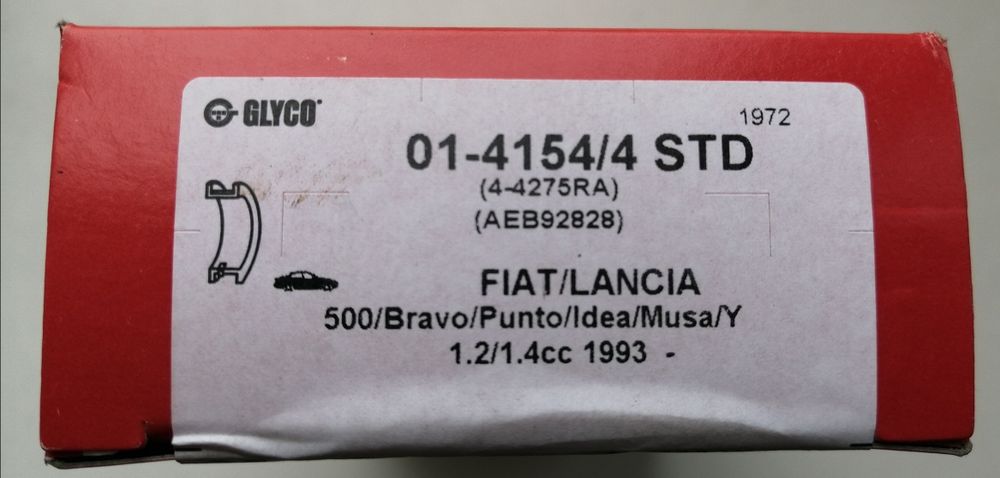 GLYCO
1972
01-4154/4 STD
(4-4275RA)
(AEB92828)
FIAT/LANCIA
500/Bravo/Punto/Idea/Musa/Y
1.2/1.4cc 1993 -